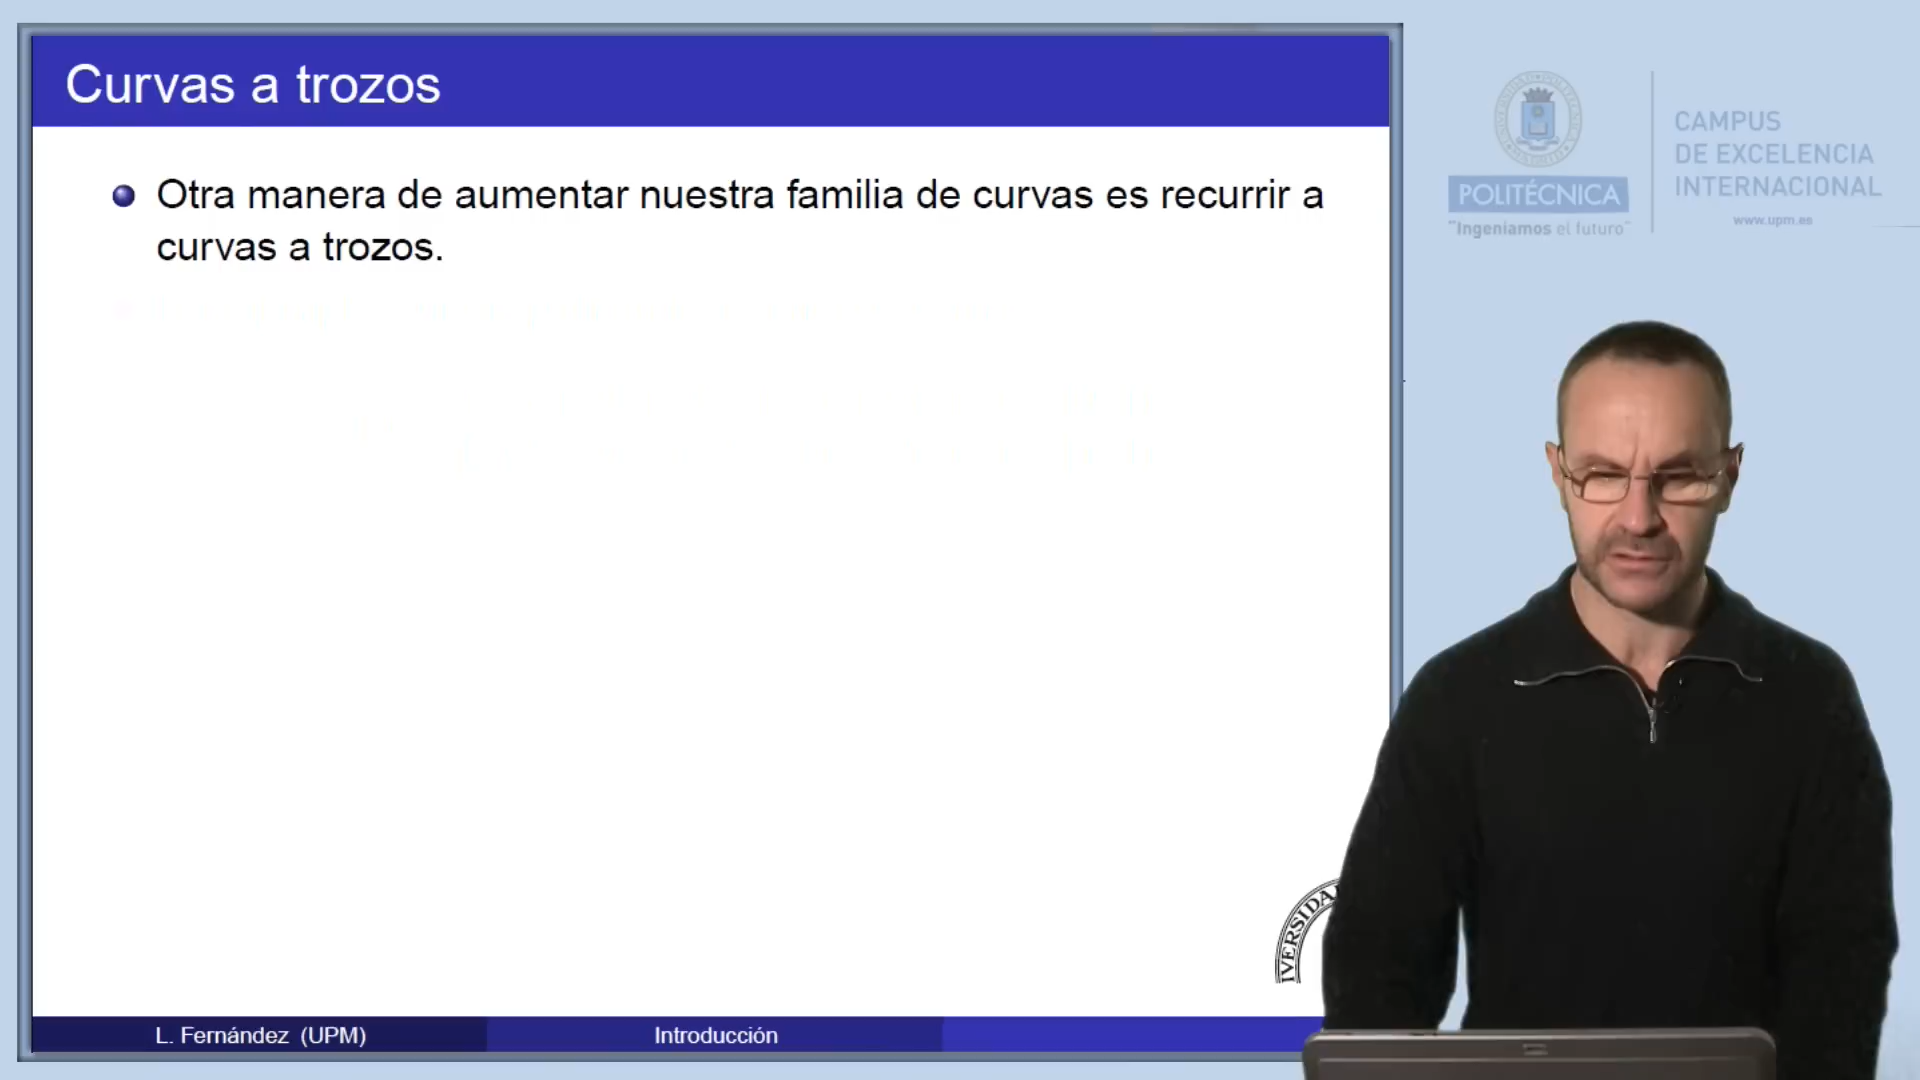 Curvas a trozos
Otra manera de aumentar nuestra familia de curvas es recurrir a
curvas a trozos.
CAMPUS
DE EXCELENCIA
INTERNACIONAL
www.upm.es
POLITÉCNICA
"Ingeniamos el futuro"
L. Fernández (UPM)
Introducción